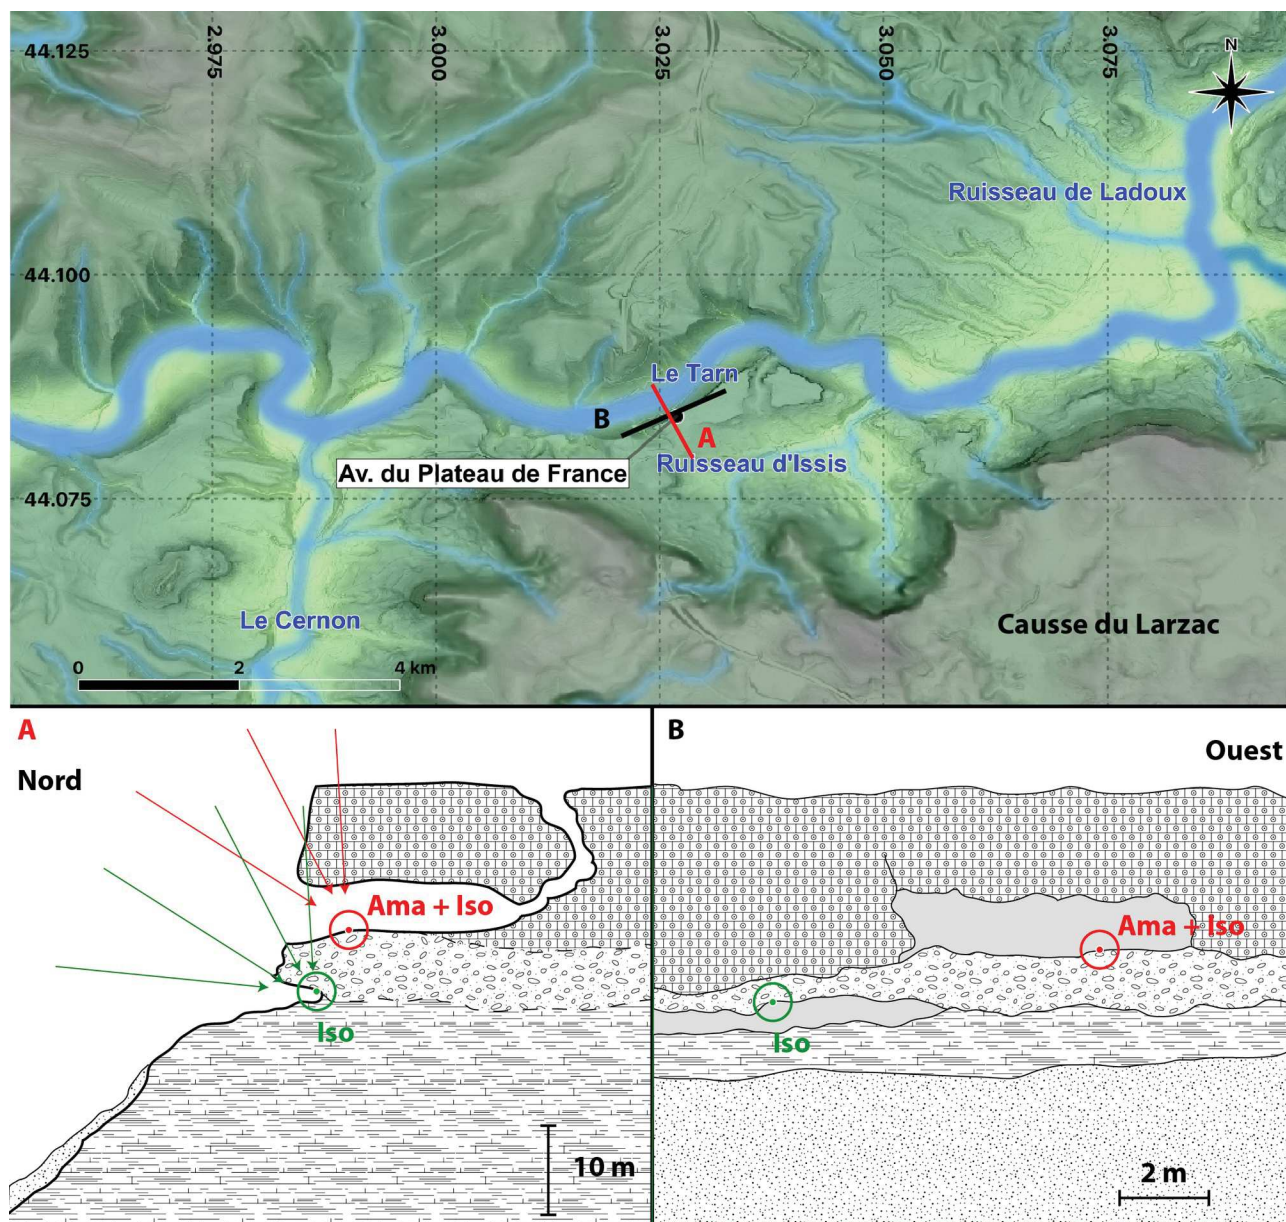 2.975
3.000
3.025
3.050
3.075
N
44.125
Ruisseau de Ladoux
44.100
Le Tarn
B
A
Ruisseau d'Issis
Av. du Plateau de France
44.075
Le Cernon
Causse du Larzac
0 2 4 km
A
Nord
Ama + Iso
Iso
10 m
B
Ouest
Ama + Iso
Iso
2 m